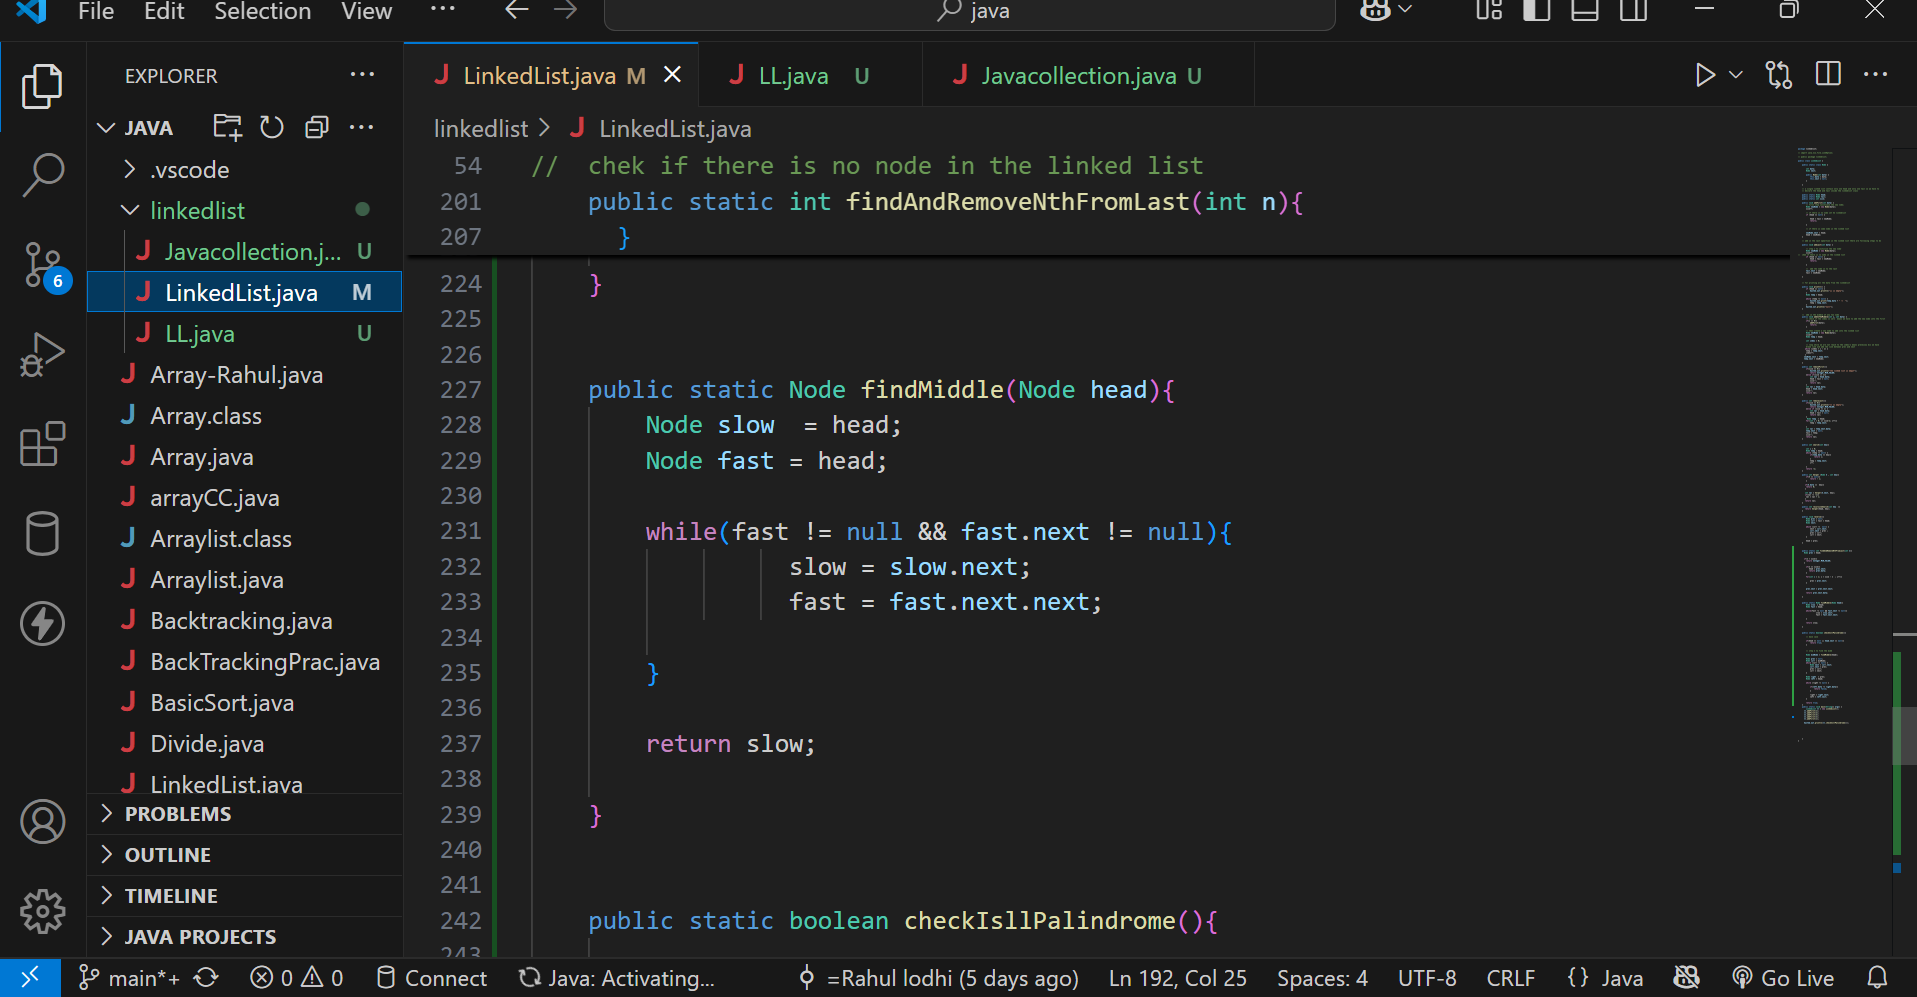 File Edit Selection View ... java
EXPLORER ...
JAVA ...
.vscode
linkedlist
Javacollection.j... U
LinkedList.java M
LL.java U
Array-Rahul.java
Array.class
Array.java
arrayCC.java
Arraylist.class
Arraylist.java
Backtracking.java
BackTrackingPrac.java
BasicSort.java
Divide.java
LinkedList.java
PROBLEMS
OUTLINE
TIMELINE
JAVA PROJECTS
6
LinkedList.java M LL.java U Javacollection.java U
linkedlist > LinkedList.java
54 // chek if there is no node in the linked list
201 public static int findAndRemoveNthFromLast(int n){
207 }
224 }
225
226
227 public static Node findMiddle(Node head){
228 Node slow  = head;
229 Node fast = head;
230
231 while(fast != null && fast.next != null){
232 slow = slow.next;
233 fast = fast.next.next;
234
235 }
236
237 return slow;
238
239 }
240
241
242 public static boolean checkIsllPalindrome(){
243
main*+ 0 0 Connect Java: Activating... =Rahul lodhi (5 days ago) Ln 192, Col 25 Spaces: 4 UTF-8 CRLF {} Java Go Live